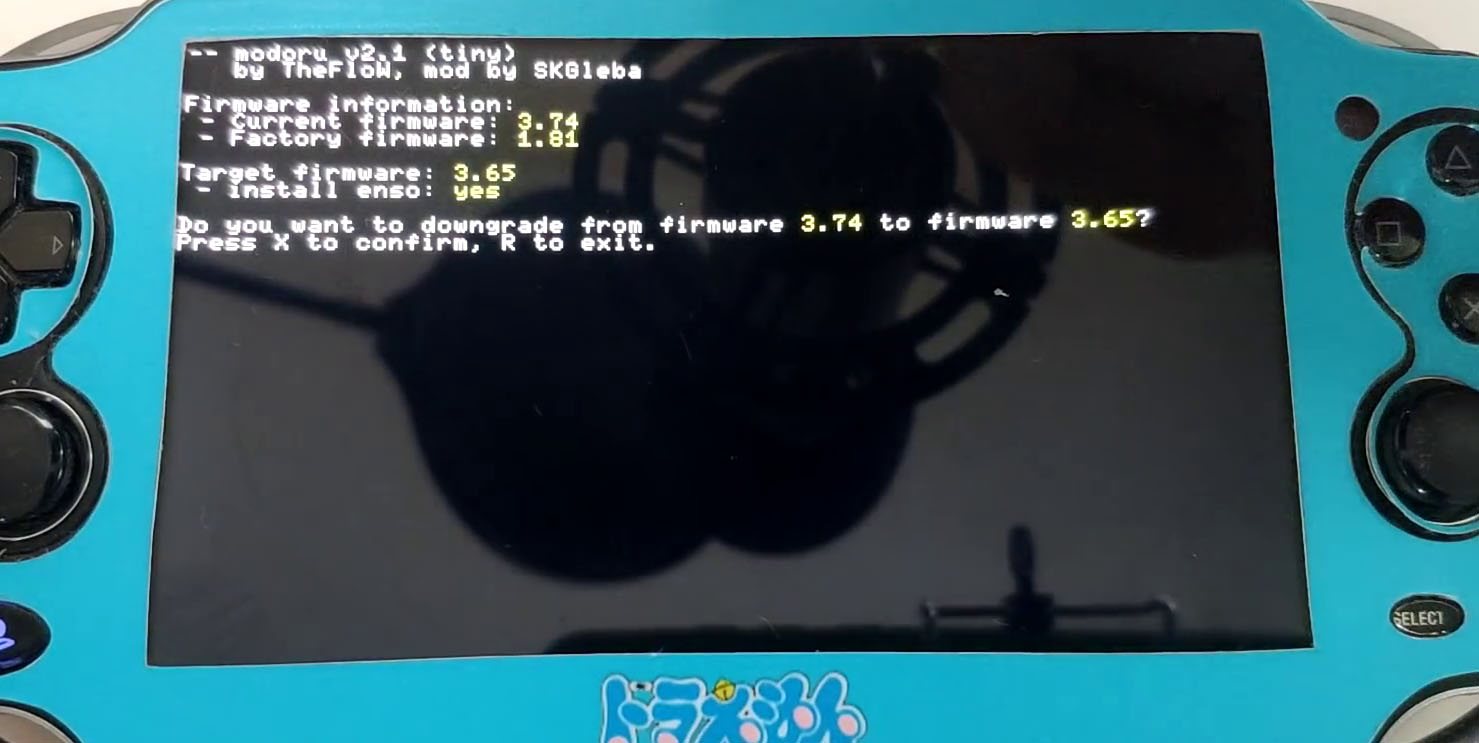 -- modoru v2.1 (tiny)
by TheFloW, mod by SKGleba
Firmware information:
- Current firmware: 3.74
- Factory firmware: 1.81
Target firmware: 3.65
- install enso: yes
Do you want to downgrade from firmware 3.74 to firmware 3.65?
Press X to confirm, R to exit.
SELECT
ドラえもん